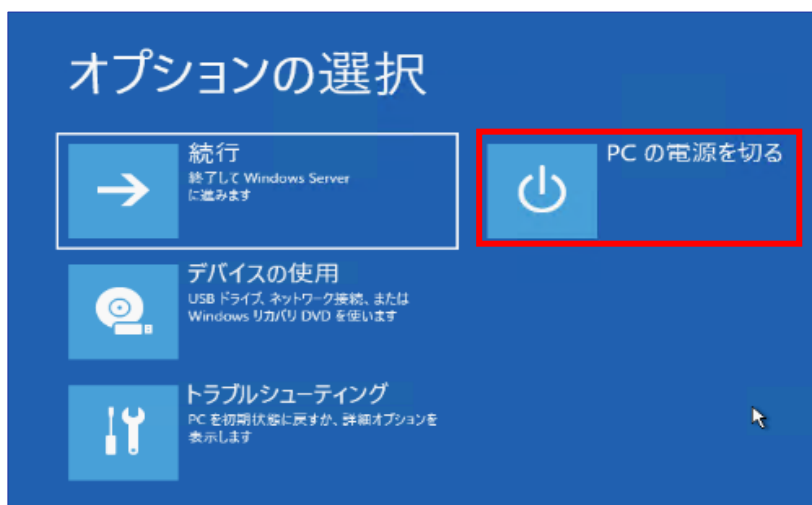 オプションの選択
続行
終了して Windows Server
に進みます
PC の電源を切る
デバイスの使用
USB ドライブ、ネットワーク接続、または
Windows リカバリ DVD を使います
トラブルシューティング
PC を初期状態に戻すか、詳細オプションを
表示します